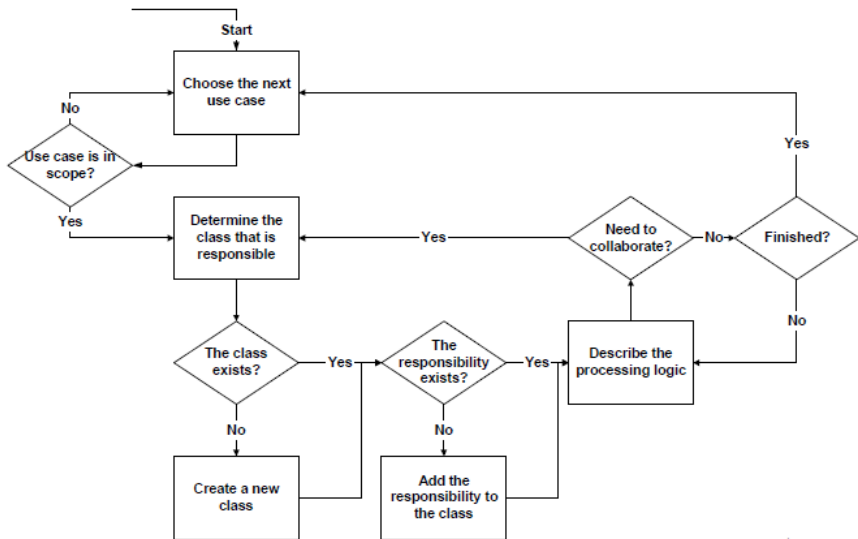 Start
Choose the next
use case
No
Use case is in
scope?
Yes
Yes
Determine the
class that is
responsible
Yes
Need to
collaborate?
No
Finished?
No
The class
exists?
Yes
The
responsibility
exists?
Yes
Describe the
processing logic
No
No
Create a new
class
Add the
responsibility to
the class